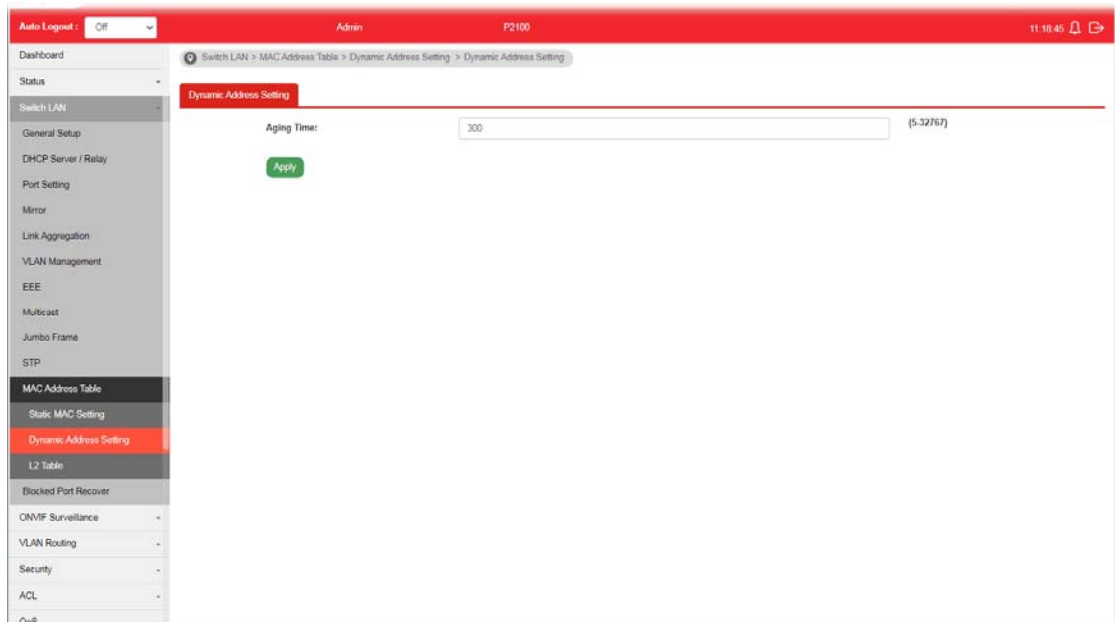 Auto Logout : Off Admin P2100 11:18:45
Dashboard
Switch LAN > MAC Address Table > Dynamic Address Setting > Dynamic Address Setting
Status
Dynamic Address Setting
Switch LAN
Aging Time: 300 (5.32767)
General Setup
DHCP Server / Relay
Apply
Port Setting
Mirror
Link Aggregation
VLAN Management
EEE
Multicast
Jumbo Frame
STP
MAC Address Table
Static MAC Setting
Dynamic Address Setting
L2 Table
Blocked Port Recover
ONVIF Surveillance
VLAN Routing
Security
ACL
QoS